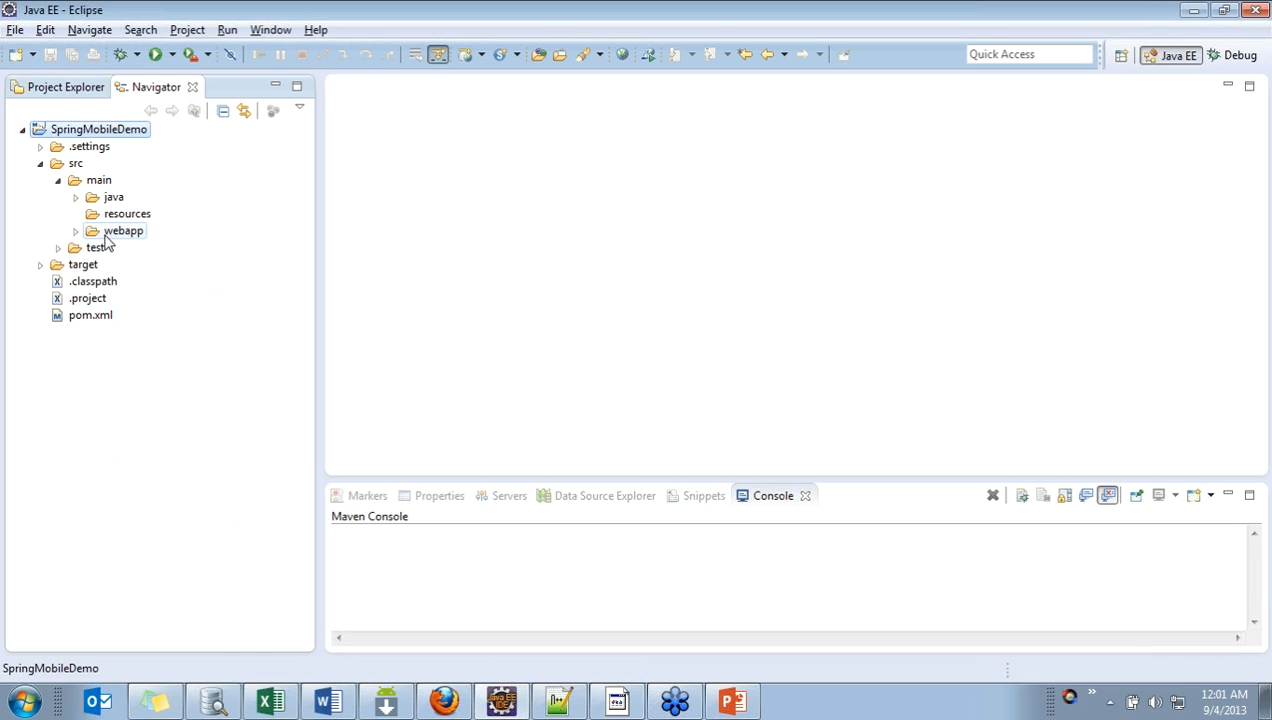 Java EE - Eclipse
File Edit Navigate Search Project Run Window Help
Quick Access Java EE Debug
Project Explorer Navigator
SpringMobileDemo
.settings
src
main
java
resources
webapp
test
target
.classpath
.project
pom.xml
Markers Properties Servers Data Source Explorer Snippets Console
Maven Console
SpringMobileDemo
12:01 AM
9/4/2013